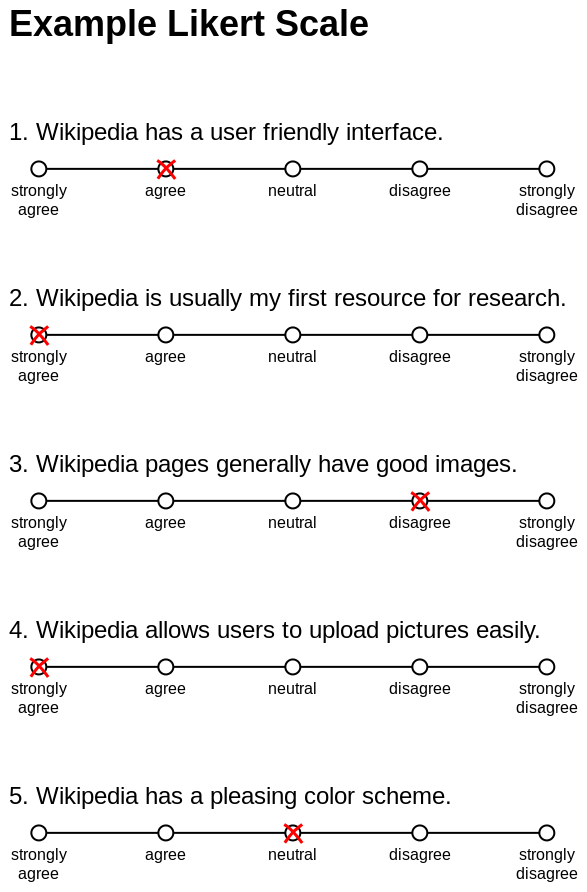 Example Likert Scale
1. Wikipedia has a user friendly interface.
strongly agree neutral disagree strongly
agree disagree
2. Wikipedia is usually my first resource for research.
strongly agree neutral disagree strongly
agree disagree
3. Wikipedia pages generally have good images.
strongly agree neutral disagree strongly
agree disagree
4. Wikipedia allows users to upload pictures easily.
strongly agree neutral disagree strongly
agree disagree
5. Wikipedia has a pleasing color scheme.
strongly agree neutral disagree strongly
agree disagree